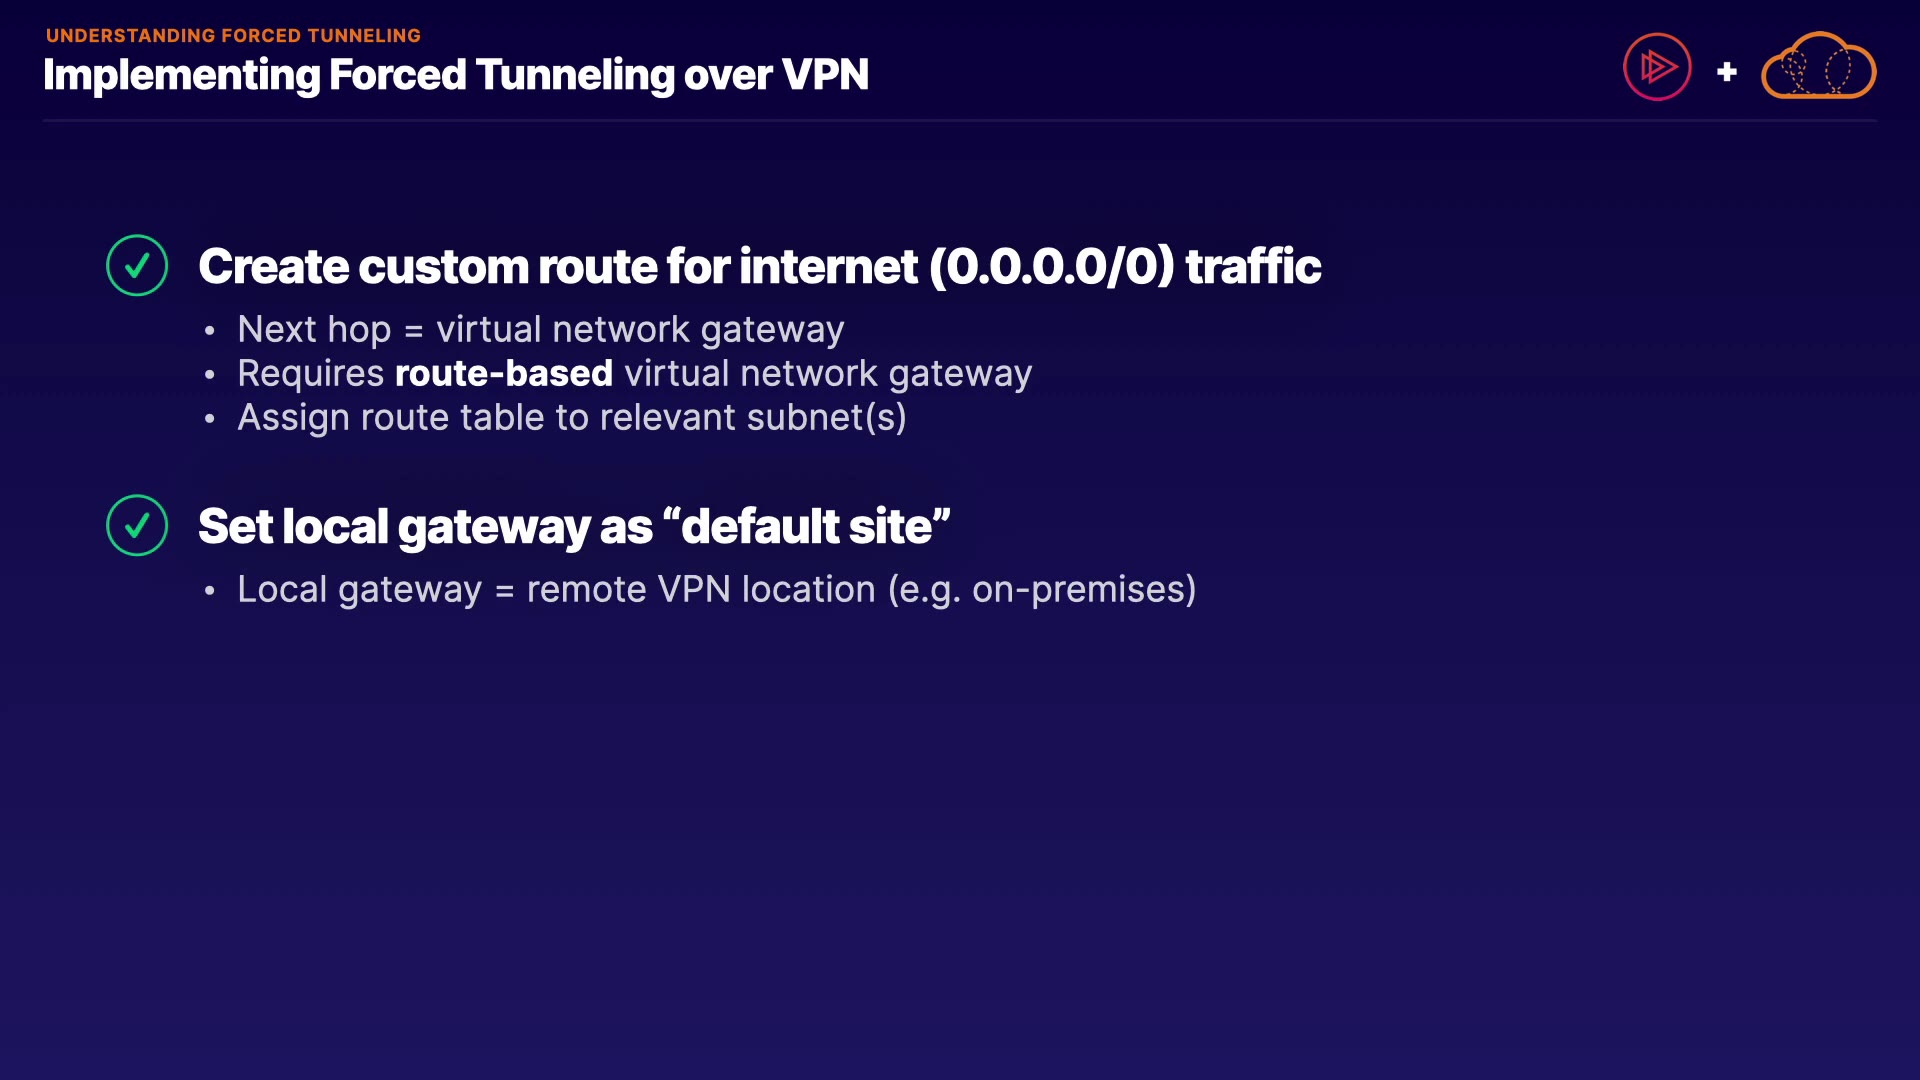 UNDERSTANDING FORCED TUNNELING
Implementing Forced Tunneling over VPN
+
Create custom route for internet (0.0.0.0/0) traffic
• Next hop = virtual network gateway
• Requires route-based virtual network gateway
• Assign route table to relevant subnet(s)
Set local gateway as “default site”
• Local gateway = remote VPN location (e.g. on-premises)